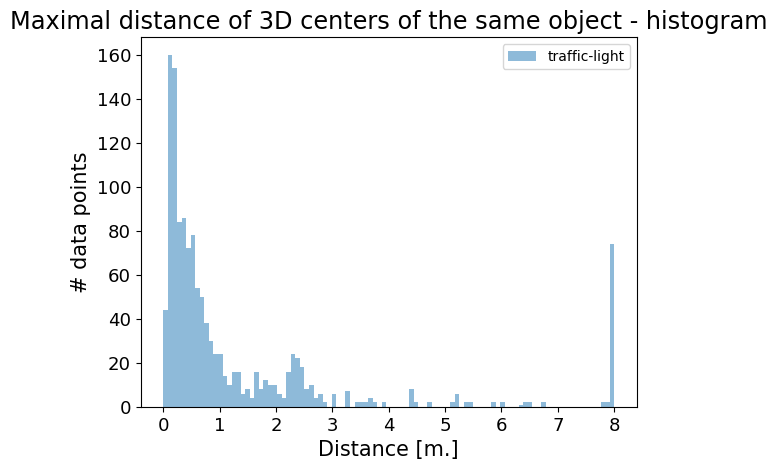 Maximal distance of 3D centers of the same object - histogram
traffic-light
160
140
120
100
80
60
40
20
0
# data points
0 1 2 3 4 5 6 7 8
Distance [m.]